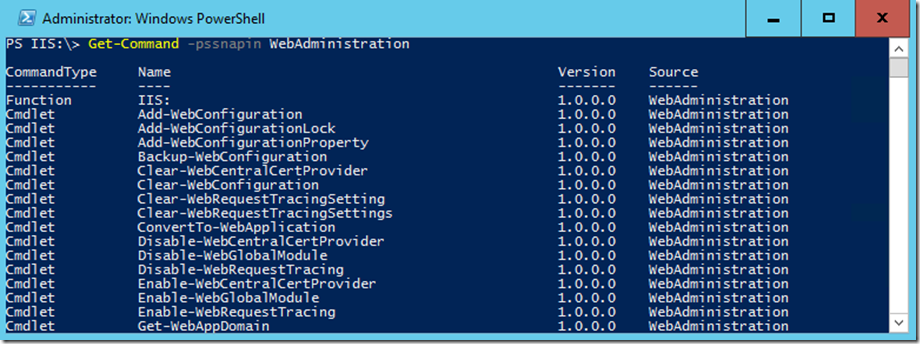 Administrator: Windows PowerShell
PS IIS:\> Get-Command -pssnapin WebAdministration
CommandType Name Version Source
----------- ---- ------- ------
Function IIS: 1.0.0.0 WebAdministration
Cmdlet Add-WebConfiguration 1.0.0.0 WebAdministration
Cmdlet Add-WebConfigurationLock 1.0.0.0 WebAdministration
Cmdlet Add-WebConfigurationProperty 1.0.0.0 WebAdministration
Cmdlet Backup-WebConfiguration 1.0.0.0 WebAdministration
Cmdlet Clear-WebCentralCertProvider 1.0.0.0 WebAdministration
Cmdlet Clear-WebConfiguration 1.0.0.0 WebAdministration
Cmdlet Clear-WebRequestTracingSetting 1.0.0.0 WebAdministration
Cmdlet Clear-WebRequestTracingSettings 1.0.0.0 WebAdministration
Cmdlet ConvertTo-WebApplication 1.0.0.0 WebAdministration
Cmdlet Disable-WebCentralCertProvider 1.0.0.0 WebAdministration
Cmdlet Disable-WebGlobalModule 1.0.0.0 WebAdministration
Cmdlet Disable-WebRequestTracing 1.0.0.0 WebAdministration
Cmdlet Enable-WebCentralCertProvider 1.0.0.0 WebAdministration
Cmdlet Enable-WebGlobalModule 1.0.0.0 WebAdministration
Cmdlet Enable-WebRequestTracing 1.0.0.0 WebAdministration
Cmdlet Get-WebAppDomain 1.0.0.0 WebAdministration